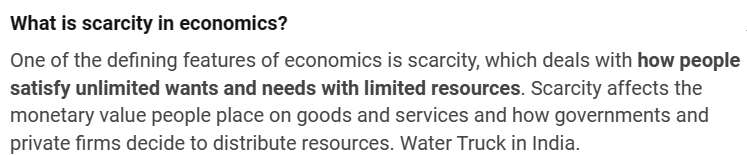 What is scarcity in economics?
One of the defining features of economics is scarcity, which deals with how people
satisfy unlimited wants and needs with limited resources. Scarcity affects the
monetary value people place on goods and services and how governments and
private firms decide to distribute resources. Water Truck in India.